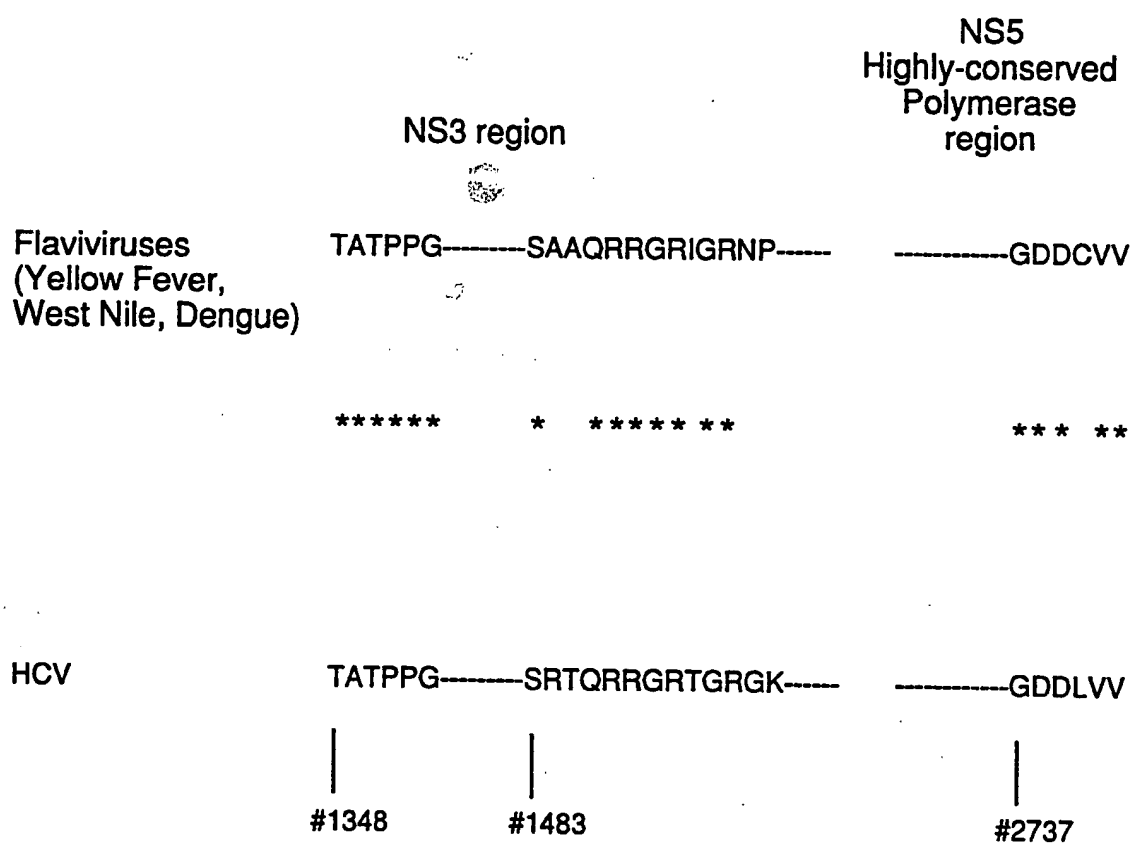 NS5
Highly-conserved
Polymerase
region
NS3 region
Flaviviruses
(Yellow Fever,
West Nile, Dengue)
TATPPG---------SAAQRRGRIGRNP------ ------------GDDCVV
****** * ***** ** *** **
HCV
TATPPG---------SRTQRRGRTGRGK------ ------------GDDLVV
#1348 #1483 #2737